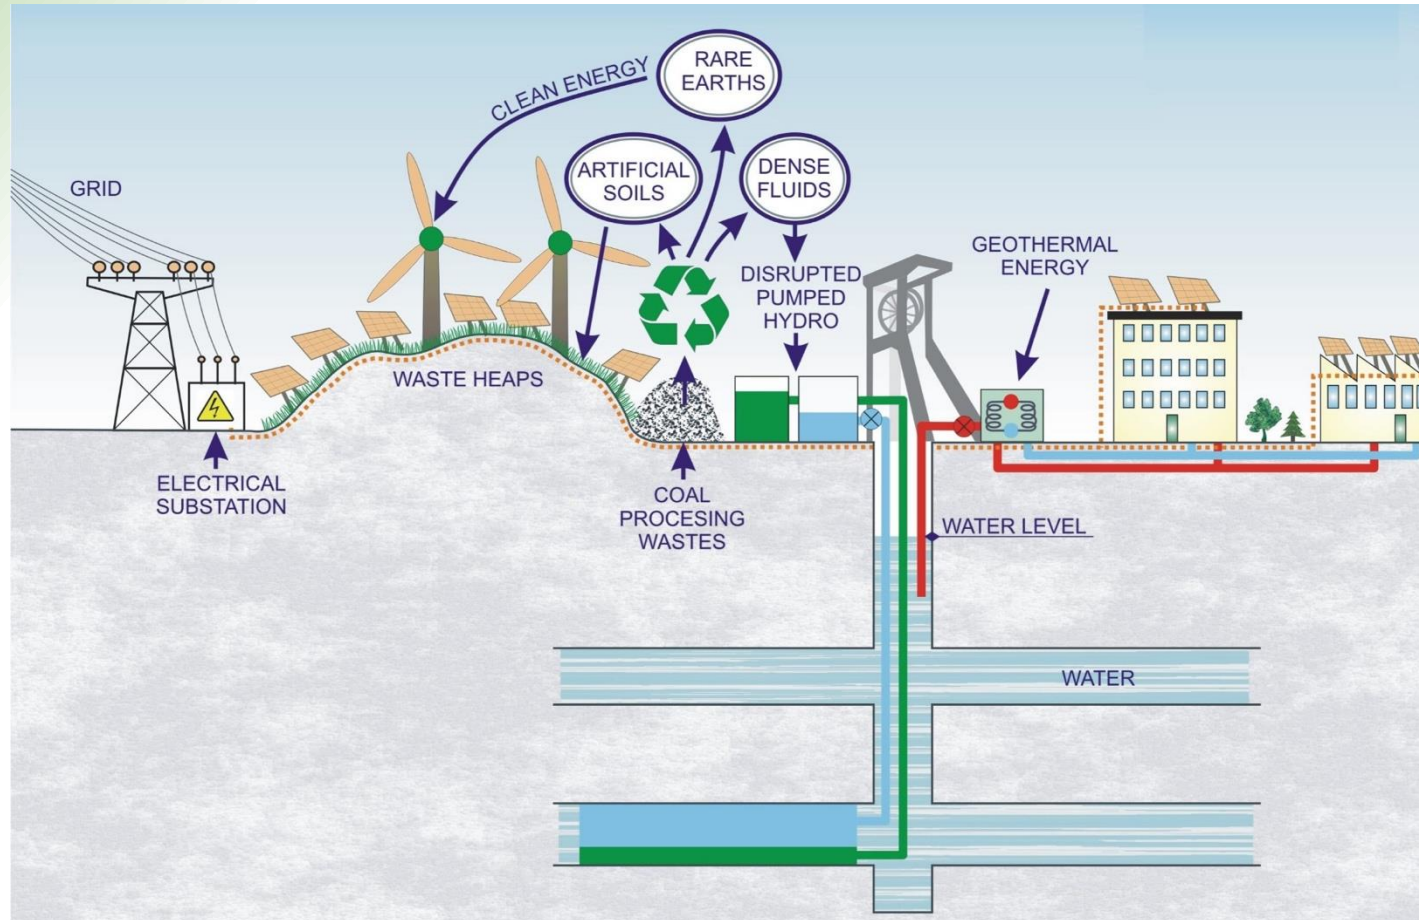 RARE
EARTHS
CLEAN ENERGY
ARTIFICIAL
SOILS
DENSE
FLUIDS
GRID
DISRUPTED
PUMPED
HYDRO
GEOTHERMAL
ENERGY
WASTE HEAPS
ELECTRICAL
SUBSTATION
COAL
PROCESING
WASTES
WATER LEVEL
WATER